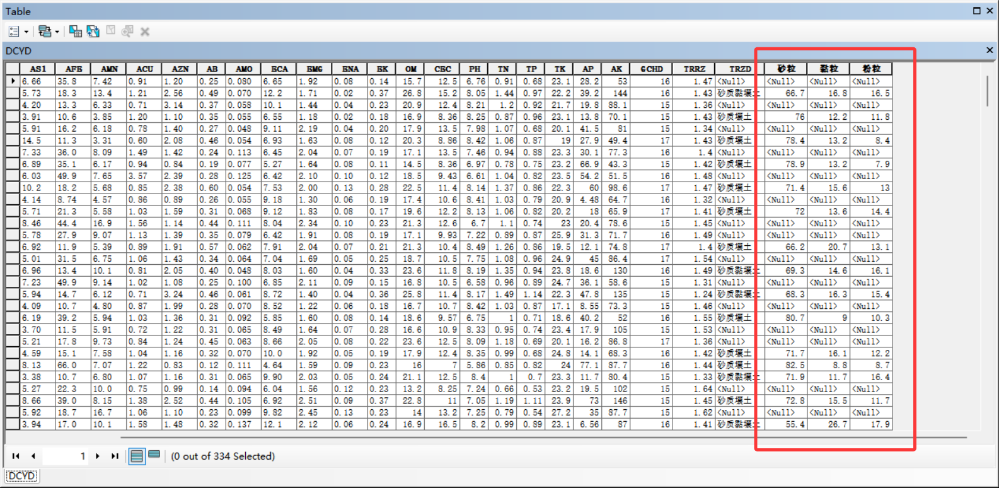 Table
DCYD
AS1 AFE AMN ACU AZN AB AMO ECA EMG ENA EK OM CEC PH TN TP TK AP AK GCHD TRRZ TRZD 砂粒 黏粒 粉粒
6.66 35.8 7.42 0.91 1.20 0.25 0.080 6.65 1.92 0.08 0.14 15.7 12.5 6.76 0.91 0.68 23.1 28.2 53 16 1.47 <Null> <Null> <Null> <Null>
5.73 18.3 13.4 1.21 2.56 0.49 0.070 12.2 1.71 0.02 0.37 26.8 15.2 8.05 1.44 0.97 22.2 39.2 144 16 1.43 砂质黏壤土 66.7 16.8 16.5
4.20 13.3 6.33 0.71 3.14 0.37 0.058 10.1 1.44 0.04 0.23 20.9 12.4 8.21 1.2 0.92 21.7 19.8 88.1 15 1.36 <Null> <Null> <Null> <Null>
3.91 10.6 3.85 1.20 1.10 0.35 0.055 6.55 1.18 0.02 0.18 16.9 8.36 8.25 0.87 0.96 23.1 13.8 70.1 15 1.43 砂质壤土 76 12.2 11.8
5.91 16.2 6.18 0.78 1.40 0.27 0.048 9.11 2.19 0.04 0.20 17.9 13.5 7.98 1.07 0.68 20.1 41.5 81 15 1.34 <Null> <Null> <Null> <Null>
14.5 11.3 3.31 0.60 2.08 0.46 0.054 6.93 1.63 0.08 0.12 20.3 8.86 8.42 1.06 0.87 19 27.9 49.4 17 1.43 砂质壤土 78.4 13.2 8.4
7.33 36.0 8.09 1.49 1.42 0.24 0.113 6.45 2.04 0.07 0.19 17.1 13.5 7.46 0.94 0.88 23.3 30.1 77.3 16 1.4 <Null> <Null> <Null> <Null>
6.89 35.1 6.17 0.94 0.84 0.19 0.077 5.27 1.64 0.08 0.11 14.5 8.36 6.97 0.78 0.75 23.2 66.9 43.3 15 1.42 砂质壤土 78.9 13.2 7.9
6.03 49.9 7.65 3.57 2.39 0.28 0.125 6.42 2.10 0.10 0.12 18.5 9.43 6.61 1.04 0.82 23.5 54.2 51.5 16 1.48 <Null> <Null> <Null> <Null>
10.2 18.2 5.68 0.85 2.38 0.60 0.054 7.53 2.00 0.13 0.28 22.5 11.4 8.14 1.37 0.86 22.3 60 98.6 17 1.47 砂质壤土 71.4 15.6 13
4.14 8.74 4.57 0.86 0.89 0.26 0.055 9.18 1.30 0.06 0.19 17.4 10.6 8.41 1.03 0.79 20.9 4.48 64.7 16 1.32 <Null> <Null> <Null> <Null>
5.71 21.3 5.58 1.03 1.59 0.31 0.068 9.12 1.83 0.08 0.17 19.6 12.2 8.13 1.06 0.82 20.2 18 65.9 17 1.41 砂质壤土 72 13.6 14.4
8.46 44.4 16.9 1.56 1.14 0.44 0.111 8.04 2.34 0.10 0.23 21.3 12.6 6.7 1.1 0.74 23 20.4 78.6 15 1.45 <Null> <Null> <Null> <Null>
5.78 27.9 9.07 1.13 1.39 0.35 0.079 6.42 1.91 0.08 0.19 17.1 9.93 7.22 0.89 0.87 25.9 31.3 71.7 16 1.49 <Null> <Null> <Null> <Null>
6.92 11.9 5.39 0.89 1.91 0.57 0.062 7.91 2.04 0.07 0.21 21.3 10.4 8.49 1.26 0.86 19.5 12.1 74.8 17 1.4 砂质壤土 66.2 20.7 13.1
5.01 31.5 6.75 1.06 1.43 0.34 0.064 7.04 1.69 0.05 0.25 18.7 10.5 7.75 1.08 0.96 24.9 45 86.4 17 1.54 <Null> <Null> <Null> <Null>
6.96 13.4 10.1 0.81 2.05 0.40 0.048 8.03 1.60 0.04 0.33 23.6 11.8 8.19 1.35 0.94 23.8 18.6 130 16 1.49 砂质黏壤土 69.3 14.6 16.1
7.23 49.9 9.14 1.02 1.08 0.25 0.100 6.85 2.11 0.09 0.15 16.8 10.5 6.58 0.96 0.89 24.7 36.1 58.6 15 1.31 <Null> <Null> <Null> <Null>
5.94 14.7 6.12 0.71 3.24 0.46 0.061 8.72 1.40 0.04 0.36 25.8 11.4 8.17 1.49 1.14 22.3 47.8 135 15 1.24 砂质黏壤土 68.3 16.3 15.4
4.09 10.7 4.80 0.87 1.99 0.28 0.070 8.52 1.22 0.06 0.18 16.7 10.7 8.42 1.03 0.87 17.1 8.55 73.3 15 1.46 <Null> <Null> <Null> <Null>
6.19 39.2 5.94 1.03 1.36 0.31 0.092 5.85 1.60 0.08 0.14 18.6 9.57 6.75 1 0.71 18.6 40.2 52 16 1.55 砂质壤土 80.7 9 10.3
3.70 11.5 5.91 0.72 1.22 0.31 0.065 8.49 1.64 0.07 0.28 16.6 10.9 8.33 0.95 0.74 23.4 17.9 105 15 1.53 <Null> <Null> <Null> <Null>
5.21 17.8 9.73 0.84 1.24 0.45 0.063 8.66 2.05 0.08 0.22 23.6 12.5 8.09 1.18 0.69 20.1 16.2 86.8 17 1.36 <Null> <Null> <Null> <Null>
4.59 15.1 7.58 1.04 1.16 0.32 0.070 10.0 1.92 0.05 0.19 17.9 12.4 8.35 0.99 0.68 24.8 14.1 68.3 16 1.42 砂质壤土 71.7 16.1 12.2
8.13 66.0 7.07 1.22 0.83 0.12 0.111 4.64 1.59 0.09 0.23 16 7 5.86 0.85 0.82 24 77.1 87.7 16 1.44 砂质壤土 82.5 8.8 8.7
3.38 10.7 6.80 1.07 1.16 0.31 0.065 9.90 2.03 0.05 0.24 21.1 12.5 8.4 1 0.7 23.3 11.7 80.4 15 1.33 砂质黏壤土 71.9 11.7 16.4
5.27 22.3 10.0 0.75 0.99 0.14 0.094 6.04 1.56 0.12 0.23 13.2 8.25 7.24 0.66 0.53 23.2 19.5 102 15 1.64 <Null> <Null> <Null> <Null>
8.66 39.0 8.15 1.38 2.52 0.44 0.105 6.92 2.51 0.09 0.37 22.8 11 7.05 1.19 1.11 23.9 73 146 15 1.45 砂质壤土 72.8 15.5 11.7
5.92 18.7 16.7 1.06 1.10 0.23 0.099 9.82 2.45 0.13 0.23 14 13.2 7.25 0.79 0.54 27.2 35 87.7 15 1.62 <Null> <Null> <Null> <Null>
3.94 17.0 10.1 1.58 1.48 0.32 0.137 12.1 2.12 0.06 0.24 16.9 16.5 8.2 0.99 0.89 23.1 6.56 87 16 1.41 砂质黏壤土 55.4 26.7 17.9
1 (0 out of 334 Selected)
DCYD